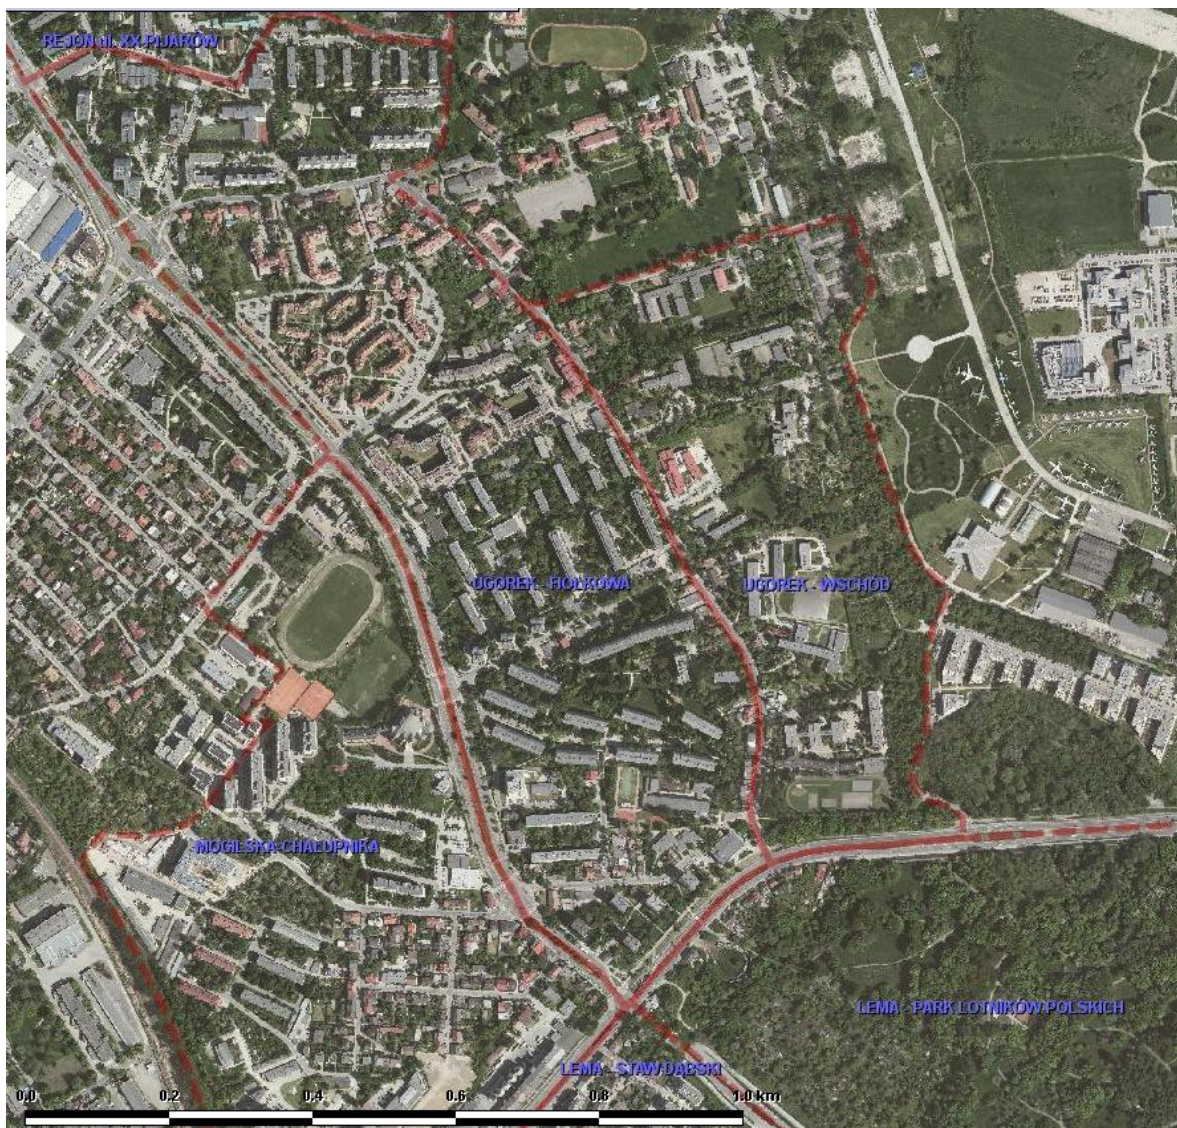 REJON ul. XX PIJARÓW
UGOREK - FIOŁKOWA
UGOREK - WSCHÓD
MOGILSKA-CHAŁUPNIKA
LEMA - PARK LOTNIKÓW POLSKICH
LEMA - STAW DĄBSKI
0.0 0.2 0.4 0.6 0.8 1.0 km